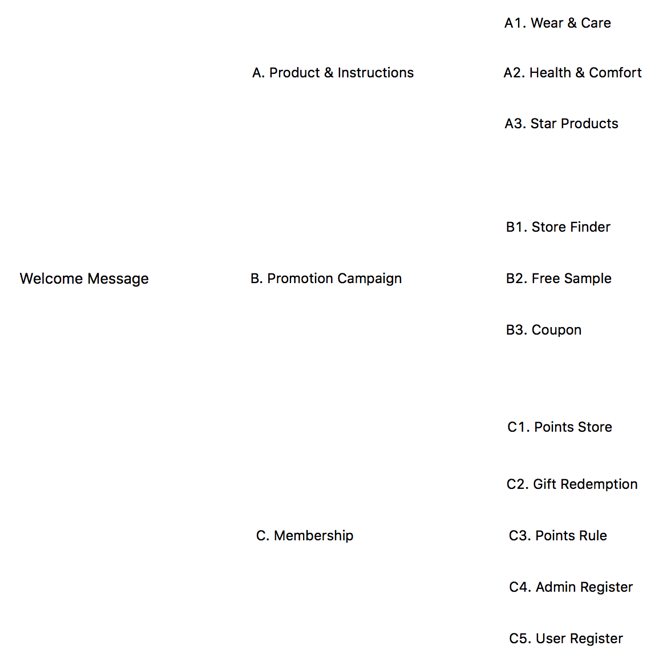 Welcome Message
A. Product & Instructions
A1. Wear & Care
A2. Health & Comfort
A3. Star Products
B. Promotion Campaign
B1. Store Finder
B2. Free Sample
B3. Coupon
C. Membership
C1. Points Store
C2. Gift Redemption
C3. Points Rule
C4. Admin Register
C5. User Register